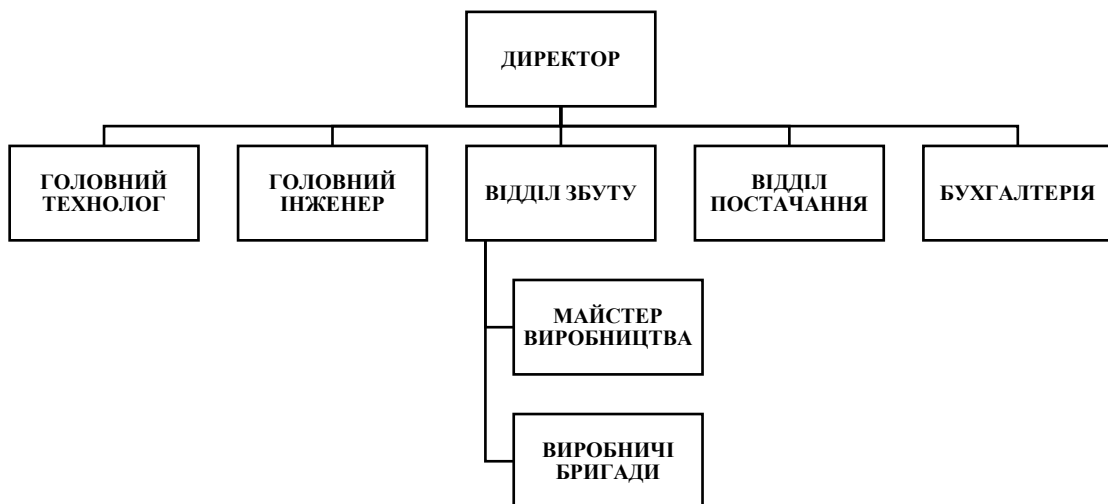 ДИРЕКТОР
ГОЛОВНИЙ
ТЕХНОЛОГ
ГОЛОВНИЙ
ІНЖЕНЕР
ВІДДІЛ ЗБУТУ
ВІДДІЛ
ПОСТАЧАННЯ
БУХГАЛТЕРІЯ
МАЙСТЕР
ВИРОБНИЦТВА
ВИРОБНИЧІ
БРИГАДИ